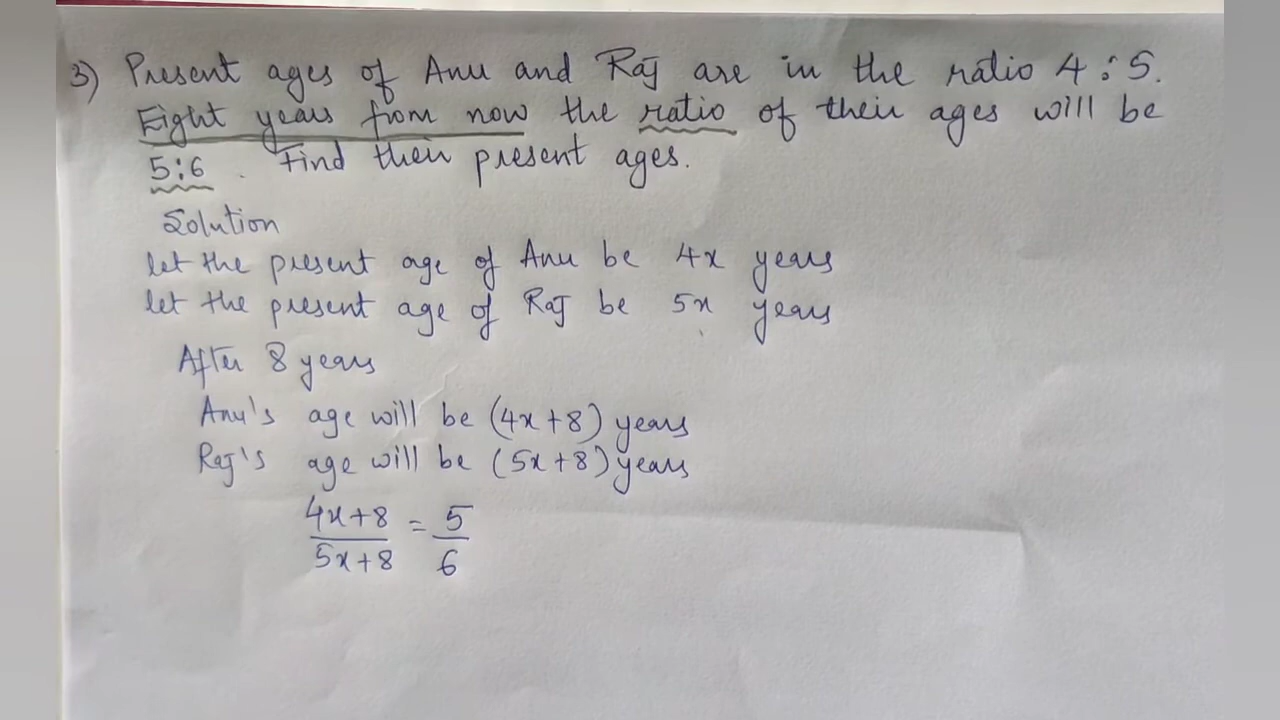 3) Present ages of Anu and Raj are in the ratio 4:5.
Eight years from now the ratio of their ages will be
5:6. Find their present ages.
Solution
let the present age of Anu be 4x years
let the present age of Raj be 5x years
After 8 years
Anu's age will be (4x+8) years
Raj's age will be (5x+8) years
4x+8 = 5
5x+8 6